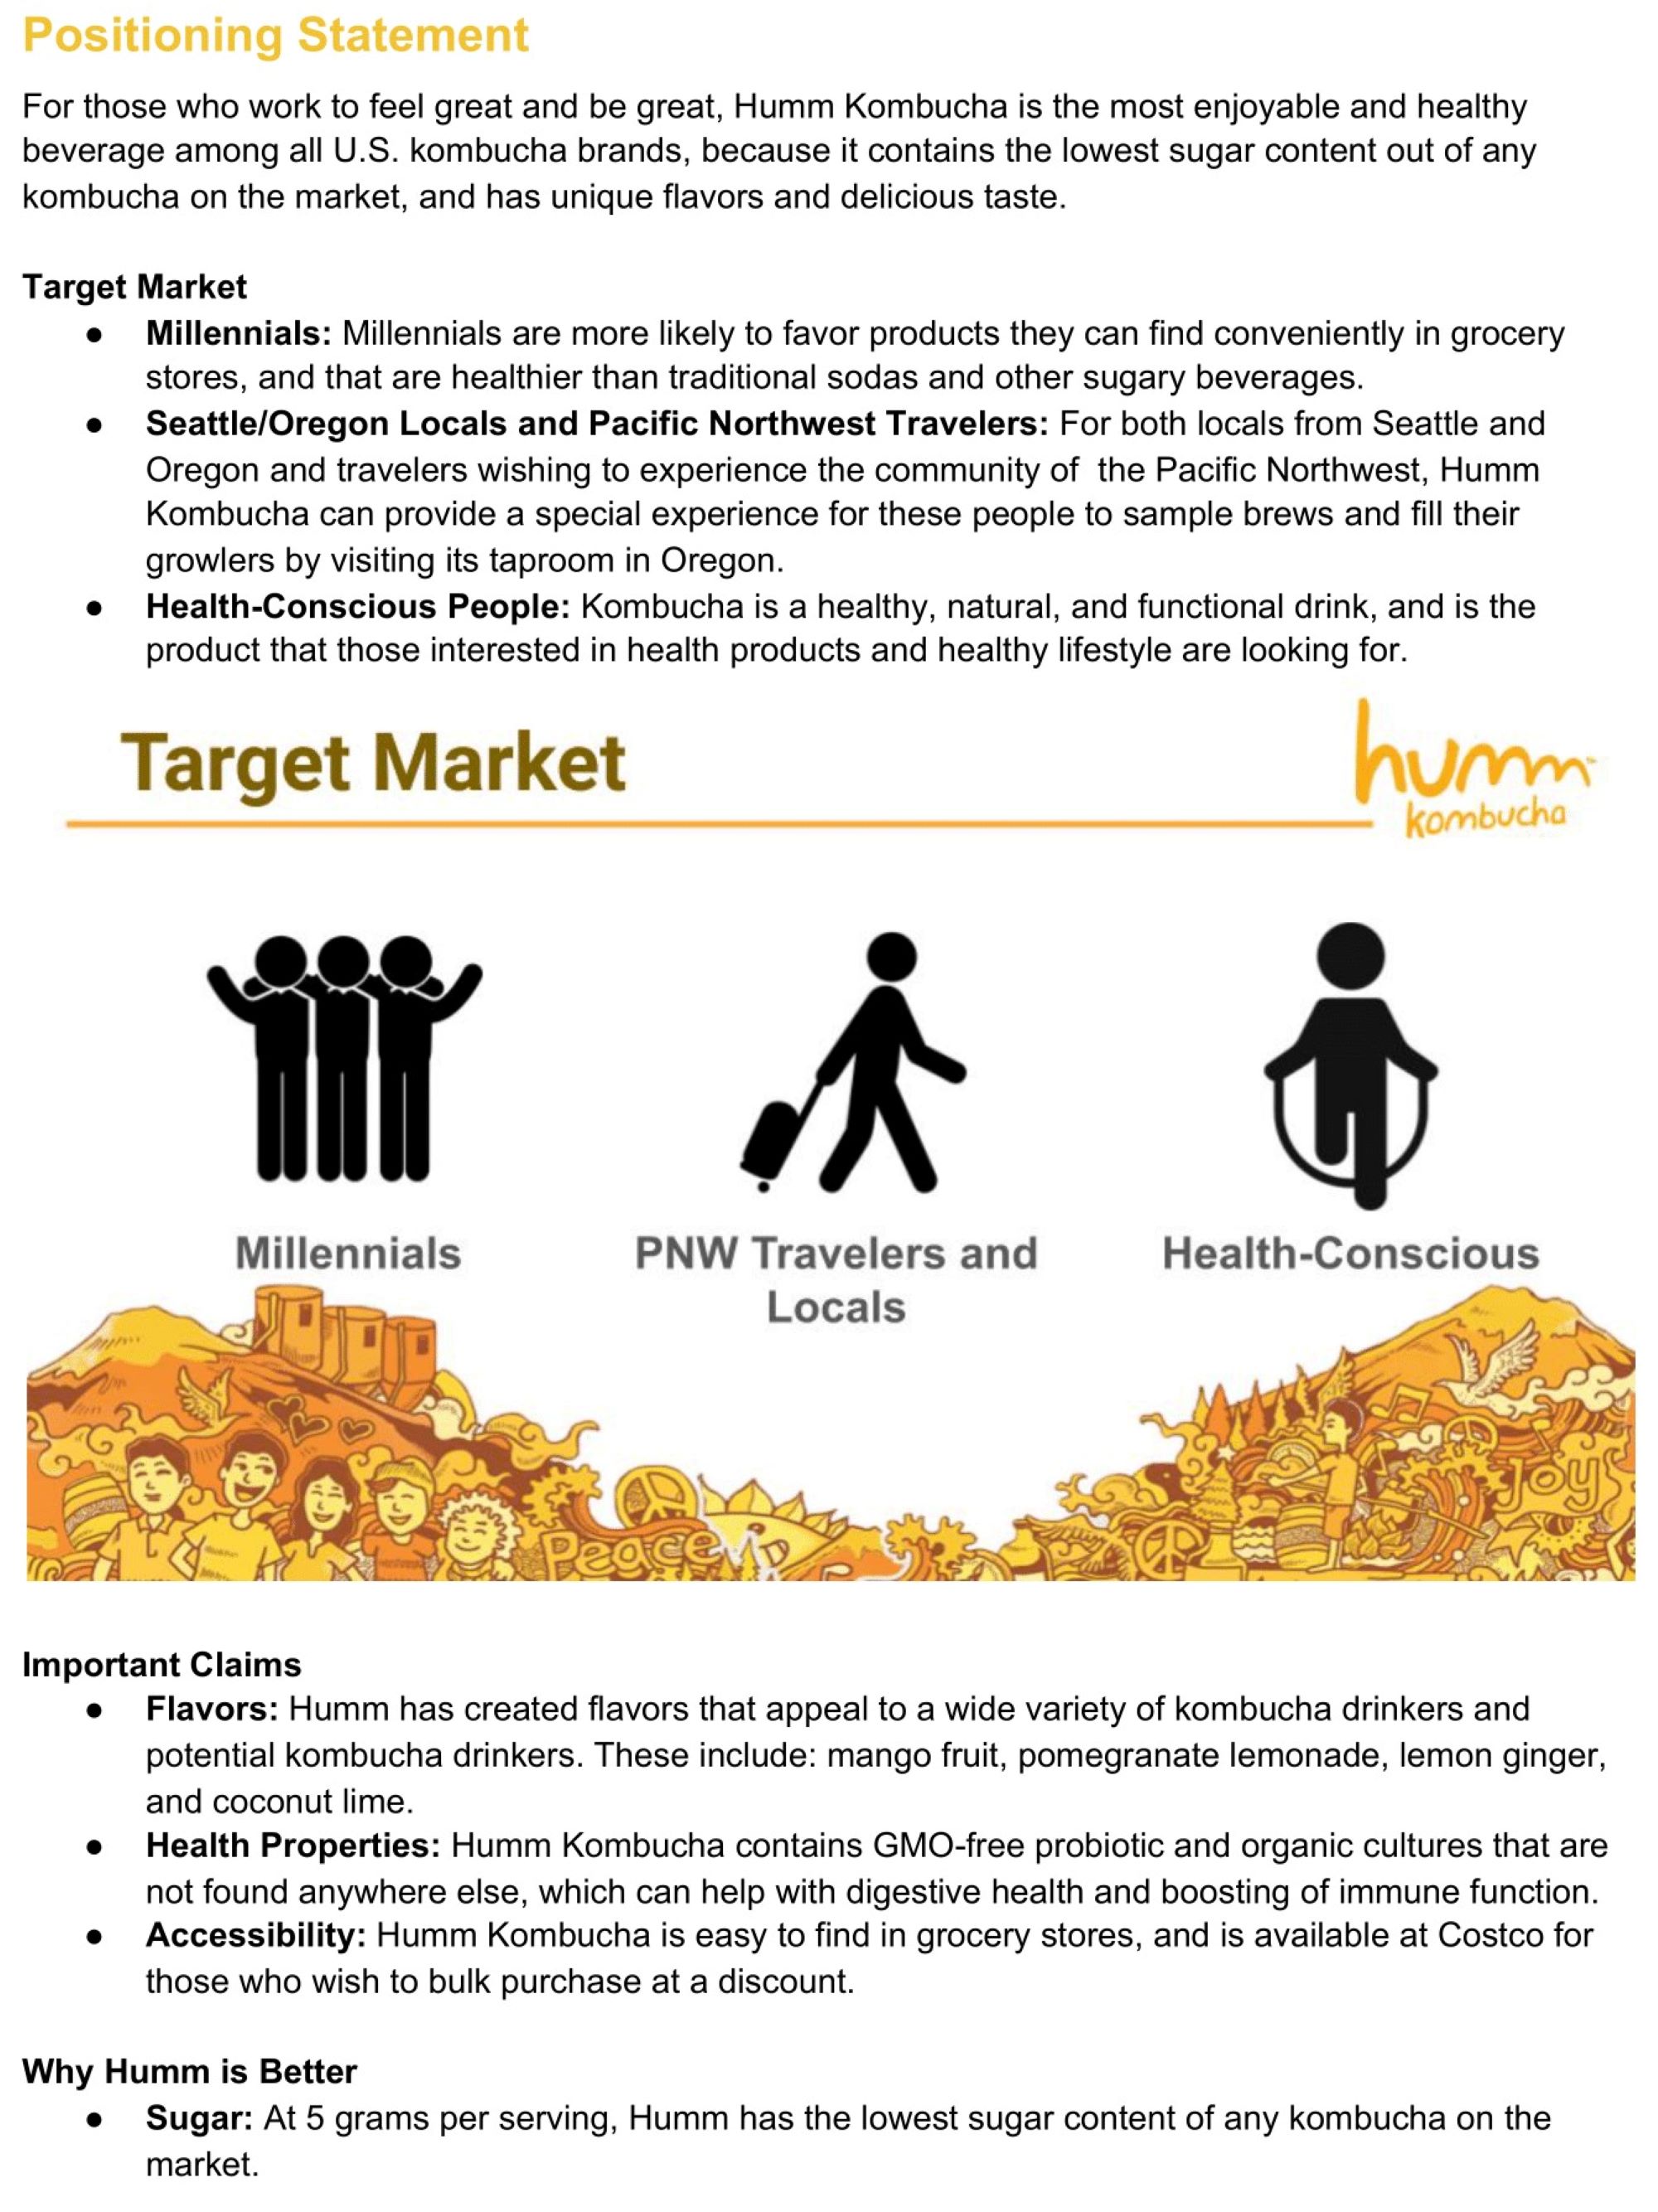 Positioning Statement
For those who work to feel great and be great, Humm Kombucha is the most enjoyable and healthy
beverage among all U.S. kombucha brands, because it contains the lowest sugar content out of any
kombucha on the market, and has unique flavors and delicious taste.
Target Market
● Millennials: Millennials are more likely to favor products they can find conveniently in grocery
stores, and that are healthier than traditional sodas and other sugary beverages.
● Seattle/Oregon Locals and Pacific Northwest Travelers: For both locals from Seattle and
Oregon and travelers wishing to experience the community of the Pacific Northwest, Humm
Kombucha can provide a special experience for these people to sample brews and fill their
growlers by visiting its taproom in Oregon.
● Health-Conscious People: Kombucha is a healthy, natural, and functional drink, and is the
product that those interested in health products and healthy lifestyle are looking for.
Target Market
humm
kombucha
Millennials
PNW Travelers and
Locals
Health-Conscious
Peace
Joy
Important Claims
● Flavors: Humm has created flavors that appeal to a wide variety of kombucha drinkers and
potential kombucha drinkers. These include: mango fruit, pomegranate lemonade, lemon ginger,
and coconut lime.
● Health Properties: Humm Kombucha contains GMO-free probiotic and organic cultures that are
not found anywhere else, which can help with digestive health and boosting of immune function.
● Accessibility: Humm Kombucha is easy to find in grocery stores, and is available at Costco for
those who wish to bulk purchase at a discount.
Why Humm is Better
● Sugar: At 5 grams per serving, Humm has the lowest sugar content of any kombucha on the
market.